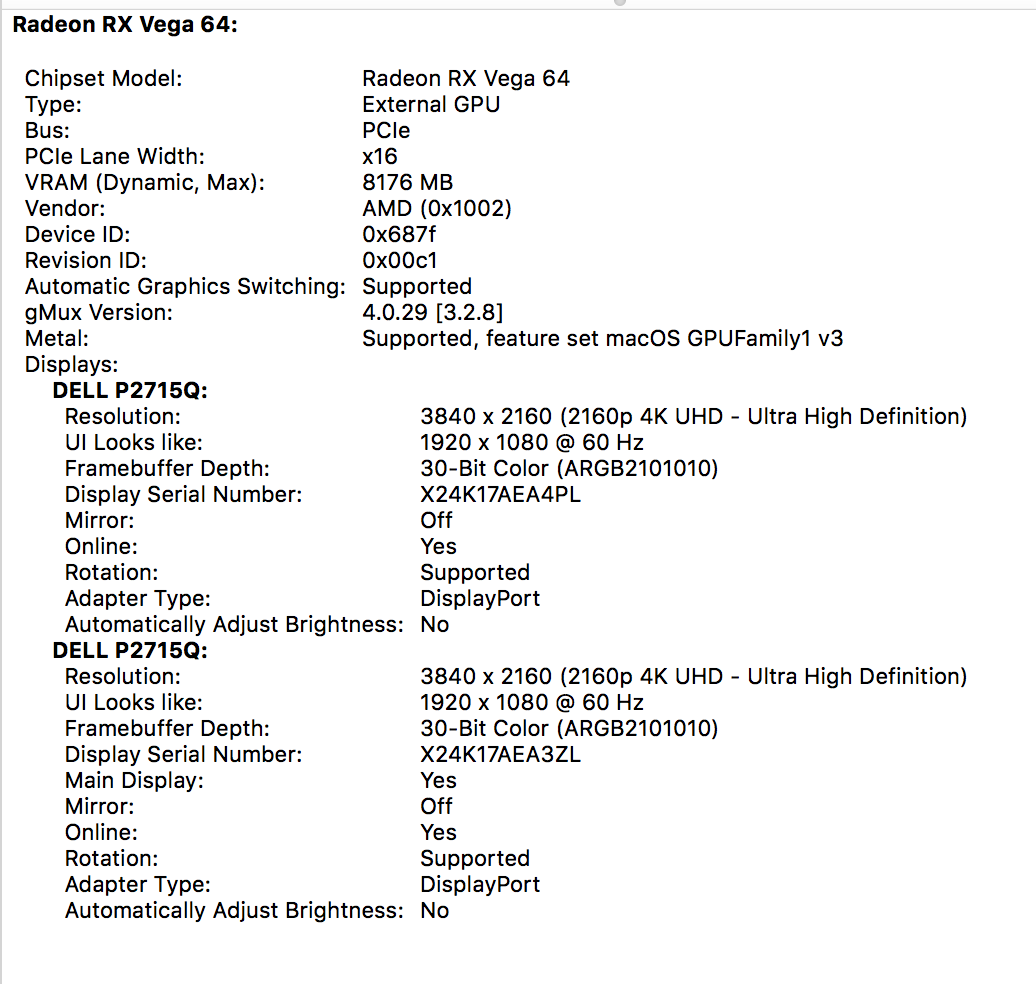 Radeon RX Vega 64:
Chipset Model: Radeon RX Vega 64
Type: External GPU
Bus: PCIe
PCIe Lane Width: x16
VRAM (Dynamic, Max): 8176 MB
Vendor: AMD (0x1002)
Device ID: 0x687f
Revision ID: 0x00c1
Automatic Graphics Switching: Supported
gMux Version: 4.0.29 [3.2.8]
Metal: Supported, feature set macOS GPUFamily1 v3
Displays:
DELL P2715Q:
Resolution: 3840 x 2160 (2160p 4K UHD - Ultra High Definition)
UI Looks like: 1920 x 1080 @ 60 Hz
Framebuffer Depth: 30-Bit Color (ARGB2101010)
Display Serial Number: X24K17AEA4PL
Mirror: Off
Online: Yes
Rotation: Supported
Adapter Type: DisplayPort
Automatically Adjust Brightness: No
DELL P2715Q:
Resolution: 3840 x 2160 (2160p 4K UHD - Ultra High Definition)
UI Looks like: 1920 x 1080 @ 60 Hz
Framebuffer Depth: 30-Bit Color (ARGB2101010)
Display Serial Number: X24K17AEA3ZL
Main Display: Yes
Mirror: Off
Online: Yes
Rotation: Supported
Adapter Type: DisplayPort
Automatically Adjust Brightness: No